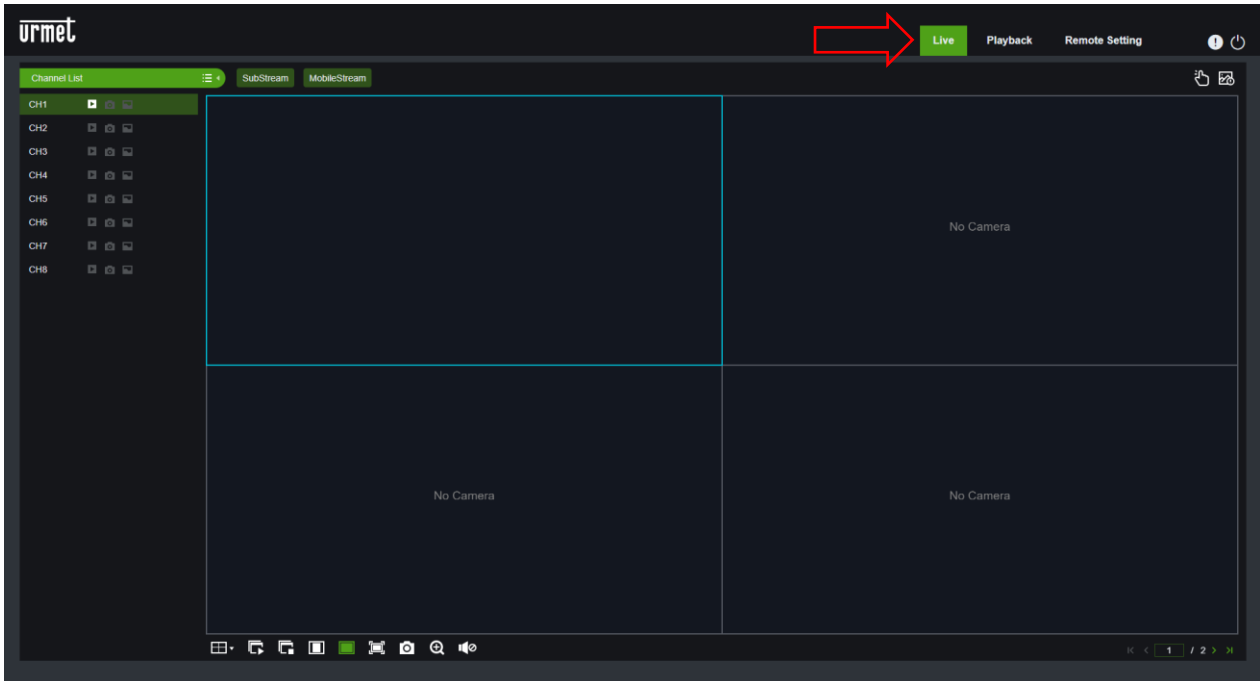 urmet
Live Playback Remote Setting
Channel List SubStream MobileStream
CH1
CH2
CH3
CH4
CH5
CH6
CH7
CH8
No Camera
No Camera No Camera
1 / 2